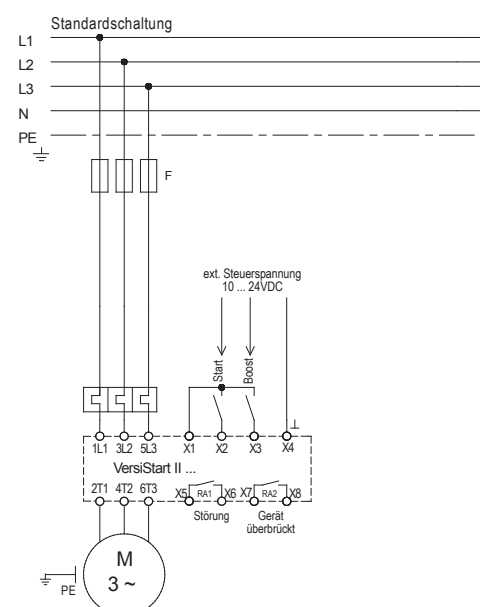 Standardschaltung
L1
L2
L3
N
PE
F
ext. Steuerspannung
10 ... 24VDC
Start
Boost
1L1 3L2 5L3 X1 X2 X3 X4
VersiStart II ...
2T1 4T2 6T3 X5 RA1 X6 X7 RA2 X8
Störung
Gerät
überbrückt
M
3 ~
PE